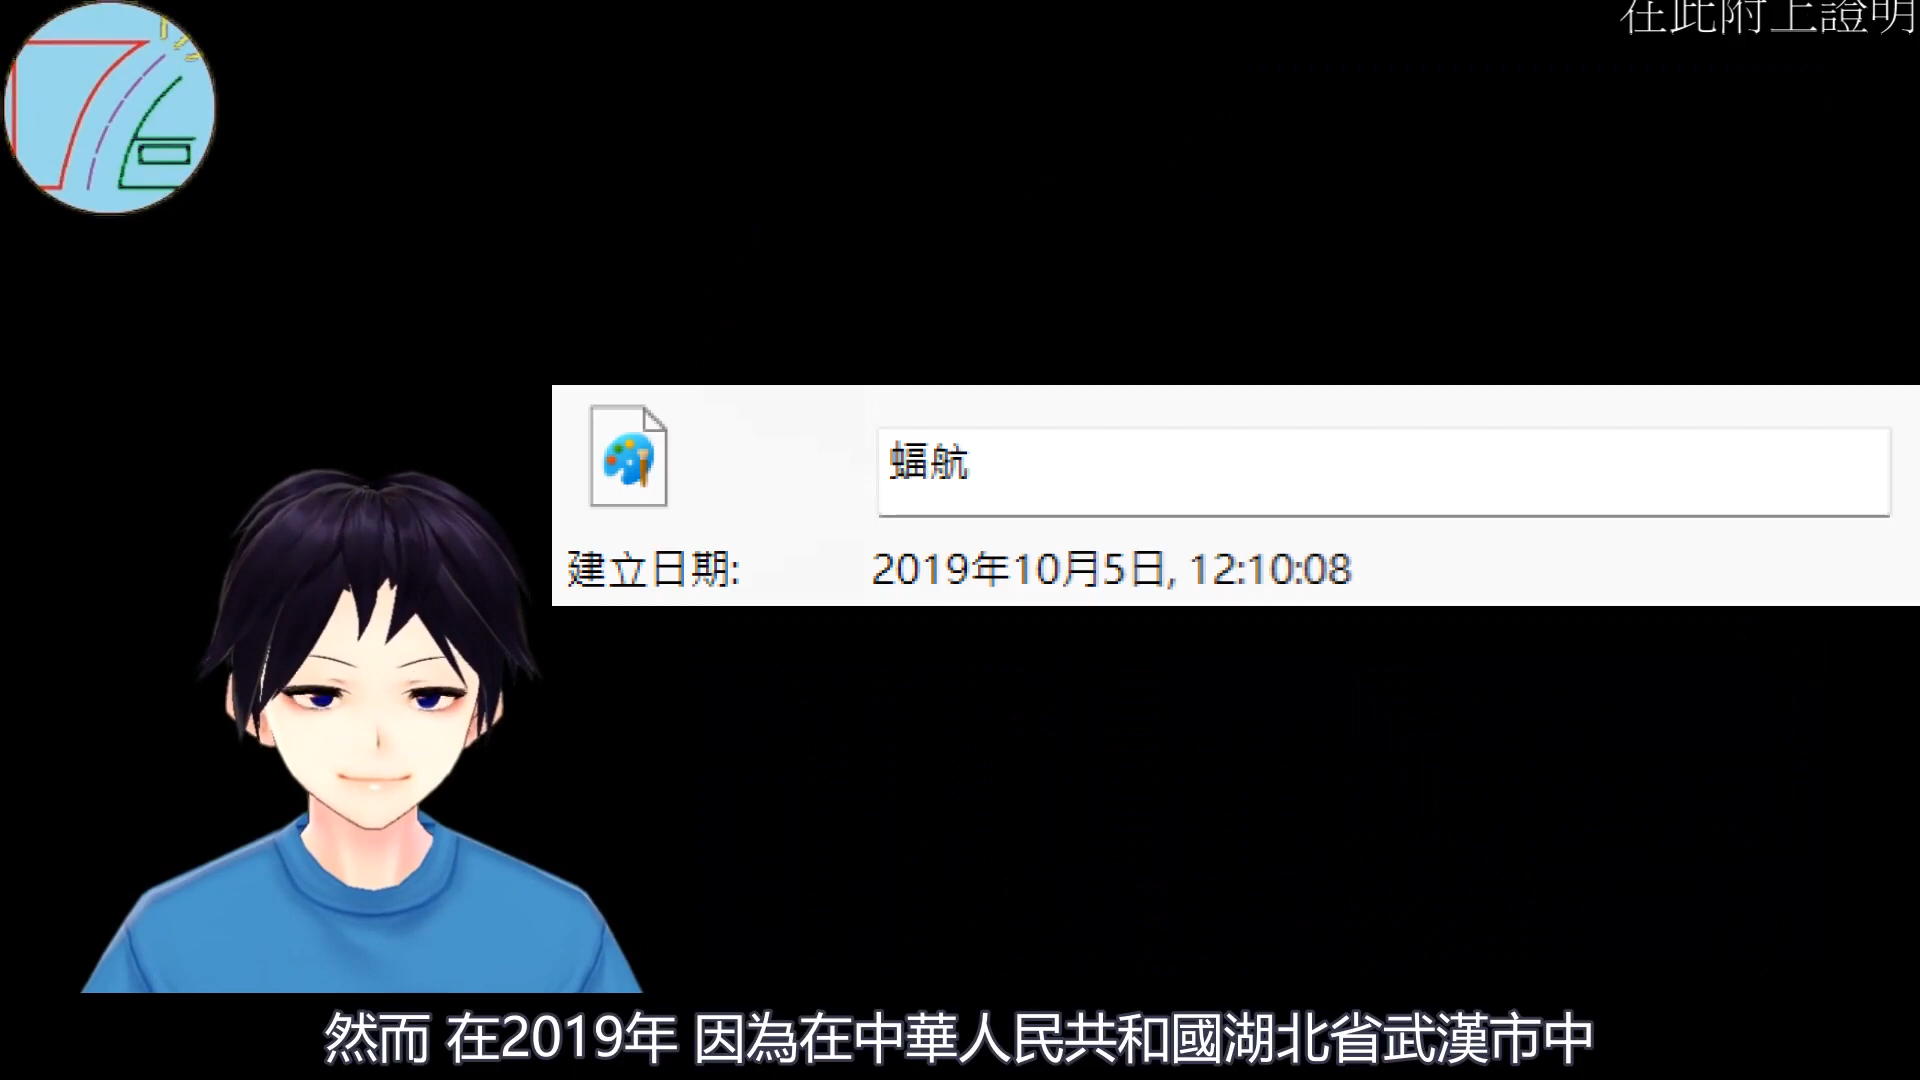 在此附上證明
蝠航
建立日期: 2019年10月5日, 12:10:08
然而 在2019年 因為在中華人民共和國湖北省武漢市中